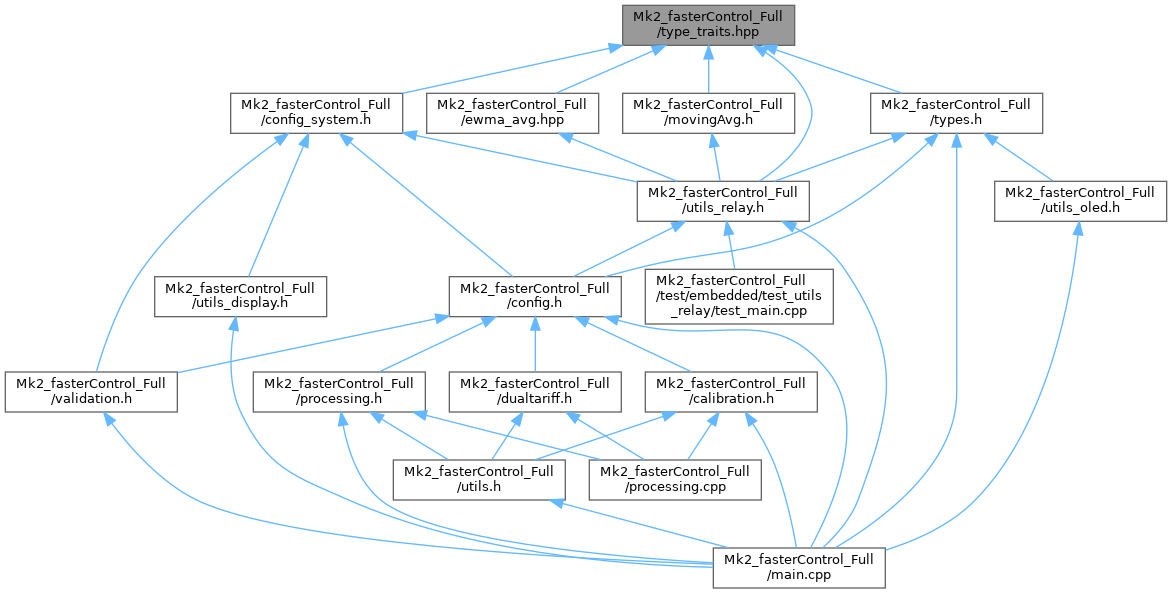 Mk2_fasterControl_Full
/type_traits.hpp
Mk2_fasterControl_Full
/config_system.h
Mk2_fasterControl_Full
/ewma_avg.hpp
Mk2_fasterControl_Full
/movingAvg.h
Mk2_fasterControl_Full
/types.h
Mk2_fasterControl_Full
/utils_relay.h
Mk2_fasterControl_Full
/utils_oled.h
Mk2_fasterControl_Full
/utils_display.h
Mk2_fasterControl_Full
/config.h
Mk2_fasterControl_Full
/test/embedded/test_utils
_relay/test_main.cpp
Mk2_fasterControl_Full
/validation.h
Mk2_fasterControl_Full
/processing.h
Mk2_fasterControl_Full
/dualtariff.h
Mk2_fasterControl_Full
/calibration.h
Mk2_fasterControl_Full
/utils.h
Mk2_fasterControl_Full
/processing.cpp
Mk2_fasterControl_Full
/main.cpp